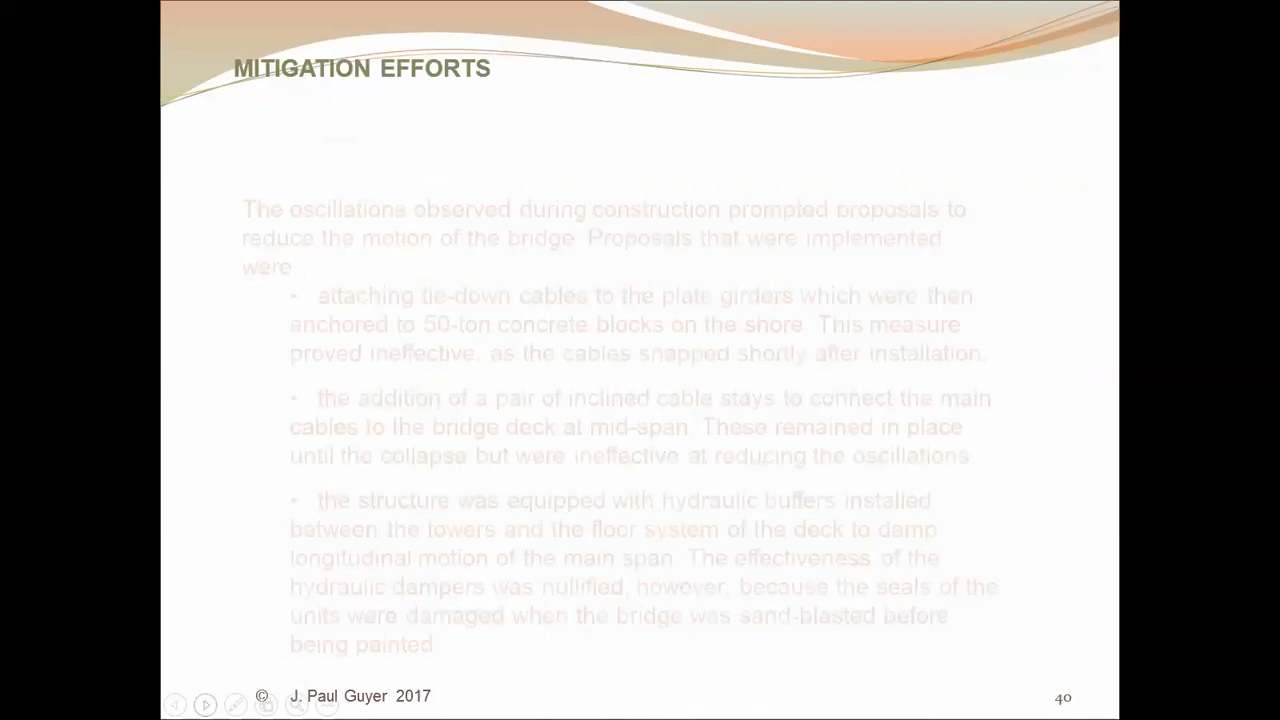 MITIGATION EFFORTS
The oscillations observed during construction prompted proposals to
reduce the motion of the bridge. Proposals that were implemented
were:
- attaching tie-down cables to the plate girders which were then
anchored to 50-ton concrete blocks on the shore. This measure
proved ineffective, as the cables snapped shortly after installation.
- the addition of a pair of inclined cable stays to connect the main
cables to the bridge deck at mid-span. These remained in place
until the collapse but were ineffective at reducing the oscillations.
- the structure was equipped with hydraulic buffers installed
between the towers and the floor system of the deck to damp
longitudinal motion of the main span. The effectiveness of the
hydraulic dampers was nullified, however, because the seals of the
units were damaged when the bridge was sand-blasted before
being painted.
© J. Paul Guyer 2017
40